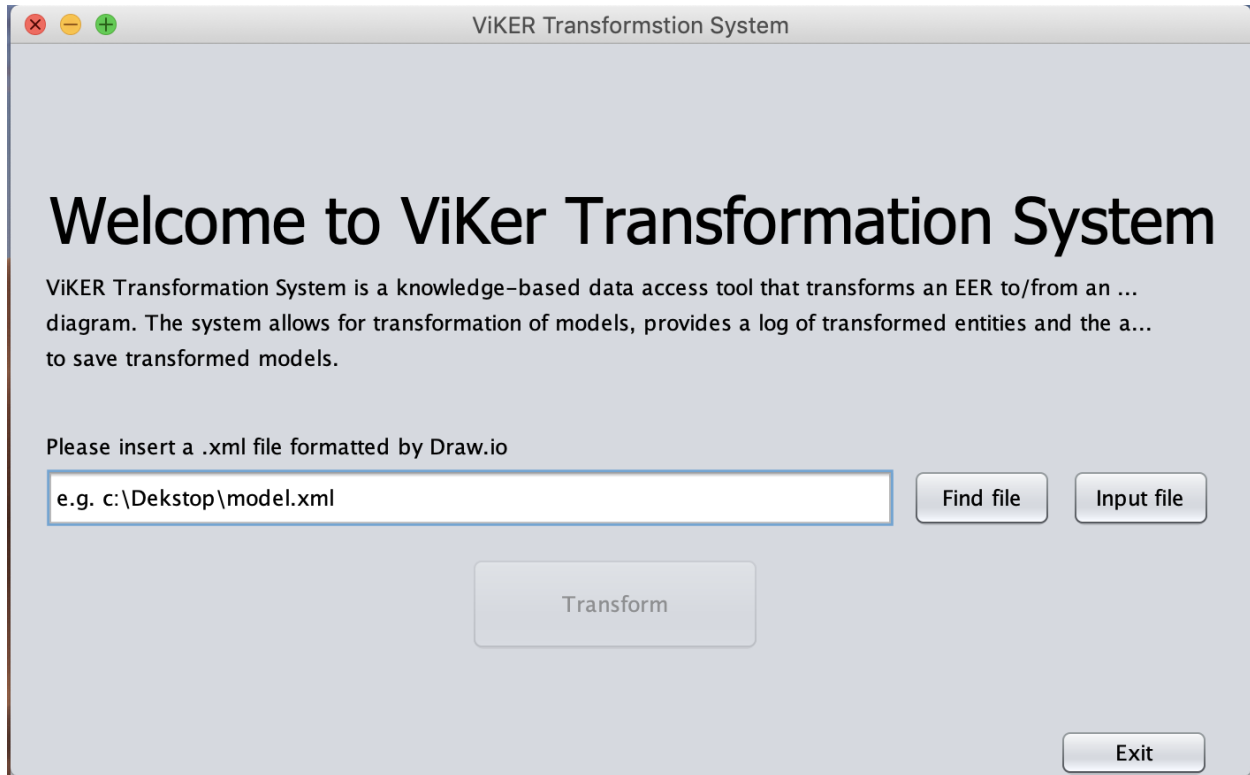 ViKER Transformstion System
Welcome to ViKer Transformation System
ViKER Transformation System is a knowledge-based data access tool that transforms an EER to/from an ...
diagram. The system allows for transformation of models, provides a log of transformed entities and the a...
to save transformed models.
Please insert a .xml file formatted by Draw.io
e.g. c:\Dekstop\model.xml
Find file
Input file
Transform
Exit